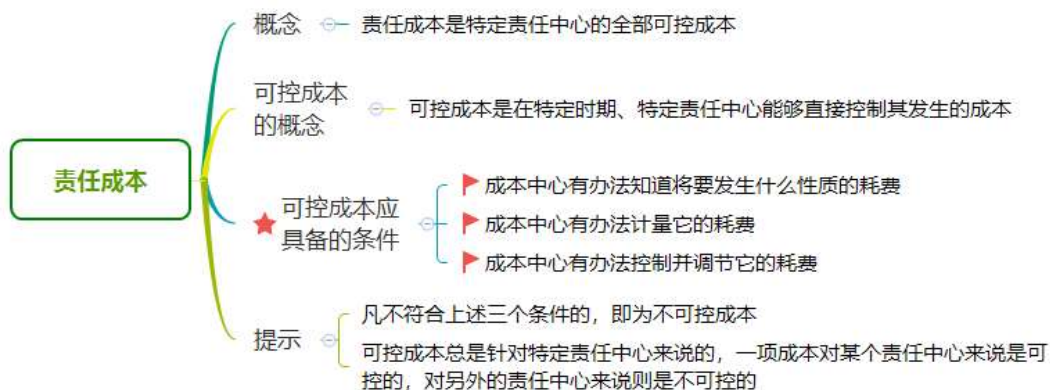 责任成本
概念
责任成本是特定责任中心的全部可控成本
可控成本
的概念
可控成本是在特定时期、特定责任中心能够直接控制其发生的成本
可控成本应
具备的条件
成本中心有办法知道将要发生什么性质的耗费
成本中心有办法计量它的耗费
成本中心有办法控制并调节它的耗费
提示
凡不符合上述三个条件的，即为不可控成本
可控成本总是针对特定责任中心来说的，一项成本对某个责任中心来说是可
控的，对另外的责任中心来说则是不可控的